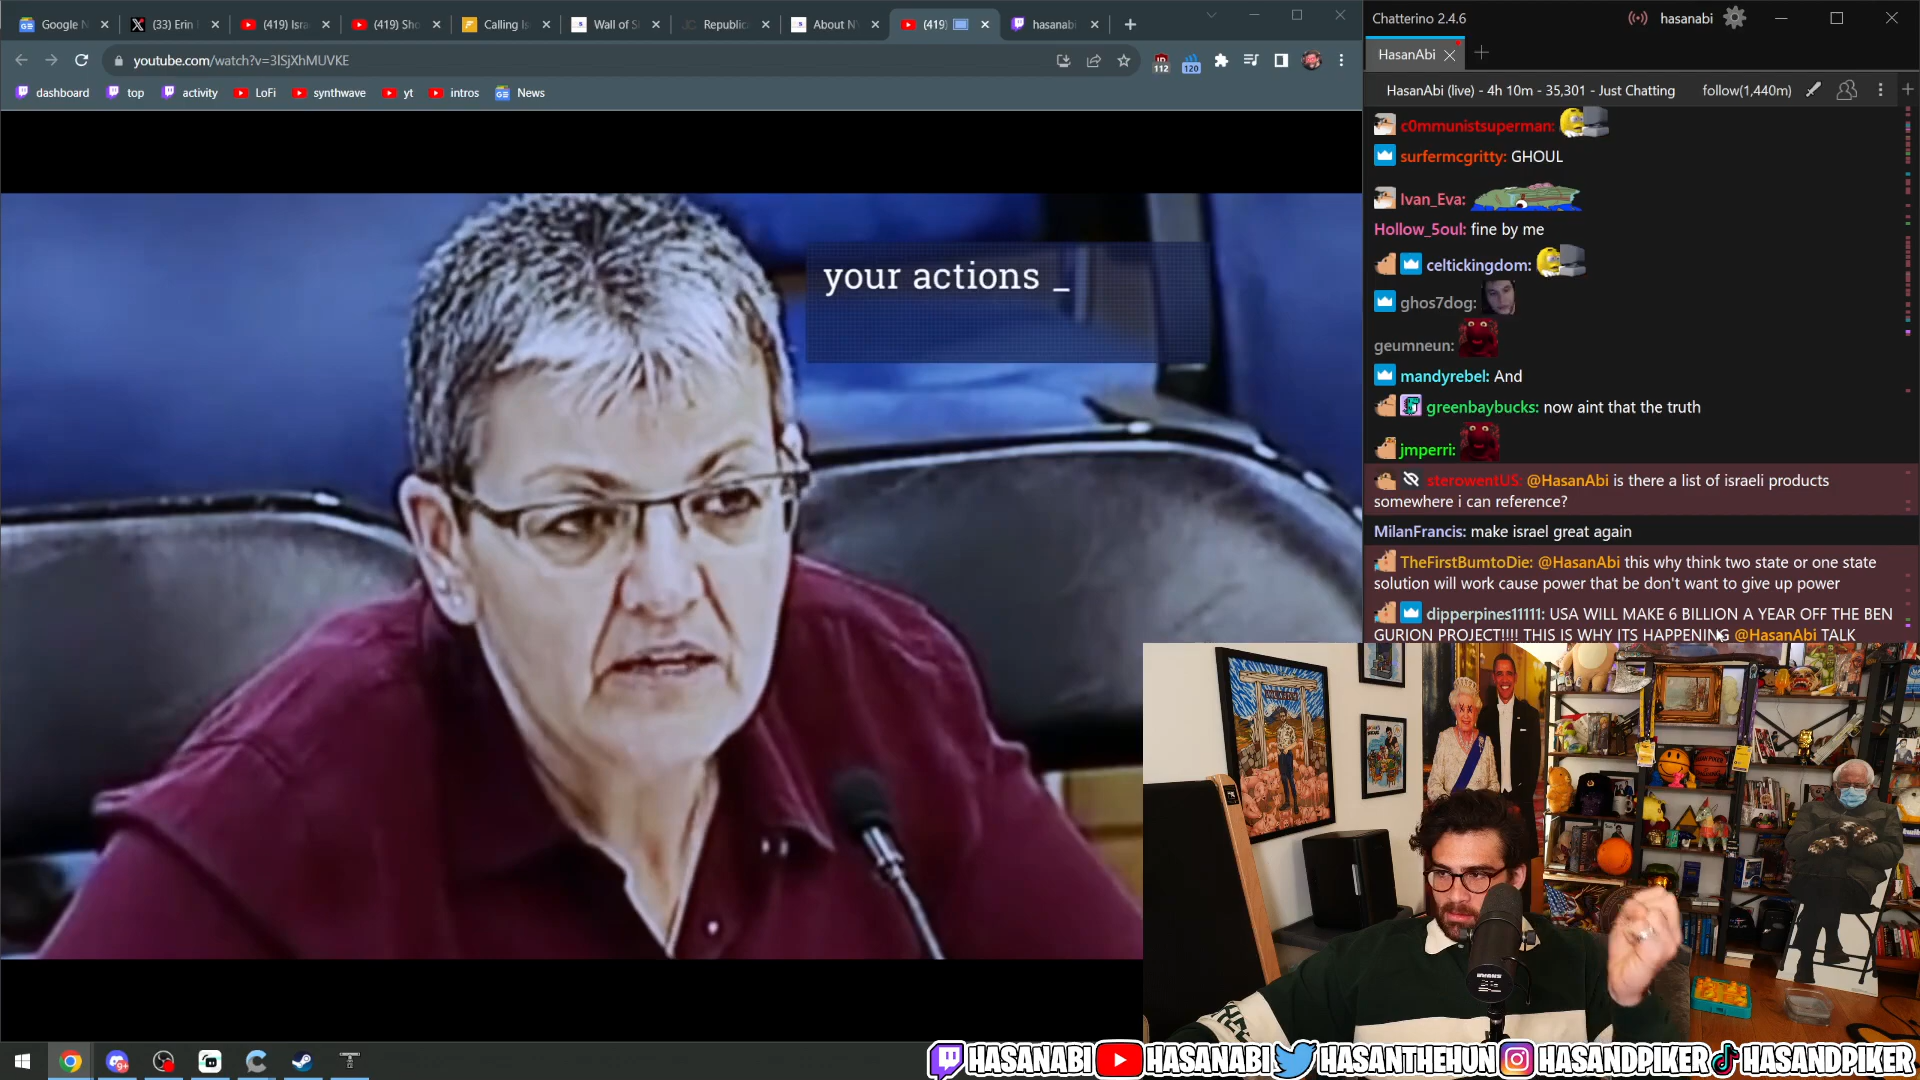 Google N
(33) Erin
(419) Isra
(419) Sho
Calling Is
Wall of S
Republic
About N
(419)
hasanabi
youtube.com/watch?v=3lSjXhMUVKE
112
120
dashboard
top
activity
LoFi
synthwave
yt
intros
News
your actions _
Chatterino 2.4.6
hasanabi
HasanAbi
HasanAbi (live) - 4h 10m - 35,301 - Just Chatting
follow(1,440m)
c0mmunistsuperman:
surfermcgritty: GHOUL
Ivan_Eva:
Hollow_5oul: fine by me
celtickingdom:
ghos7dog:
geumneun:
mandyrebel: And
greenbaybucks: now aint that the truth
jmperri:
sterowentUS: @HasanAbi is there a list of israeli products
somewhere i can reference?
MilanFrancis: make israel great again
TheFirstBumtoDie: @HasanAbi this why think two state or one state
solution will work cause power that be don't want to give up power
dipperpines11111: USA WILL MAKE 6 BILLION A YEAR OFF THE BEN
GURION PROJECT!!!! THIS IS WHY ITS HAPPENING @HasanAbi TALK
HASANABI
HASANABI
HASANTHEHUN
HASANDPIKER
HASANDPIKER